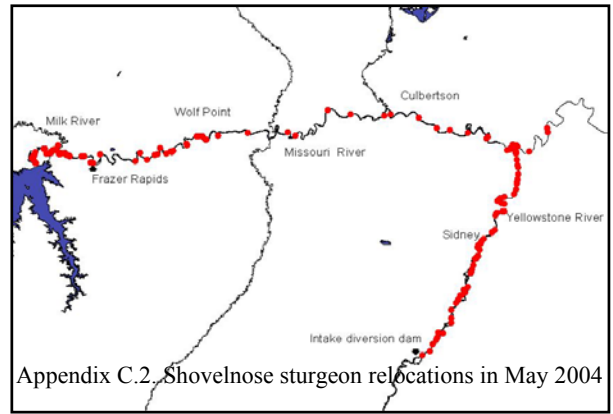 Culbertson
Wolf Point
Milk River
Missouri River
Frazer Rapids
Yellowstone River
Sidney
Intake diversion dam
Appendix C.2. Shovelnose sturgeon relocations in May 2004